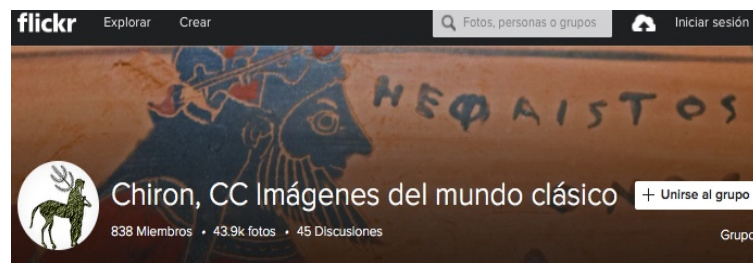 flickr Explorar Crear Fotos, personas o grupos Iniciar sesión
ΗΕΦΑΙSΤΟS
Chiron, CC Imágenes del mundo clásico + Unirse al grupo
838 Miembros • 43.9k fotos • 45 Discusiones
Grupo